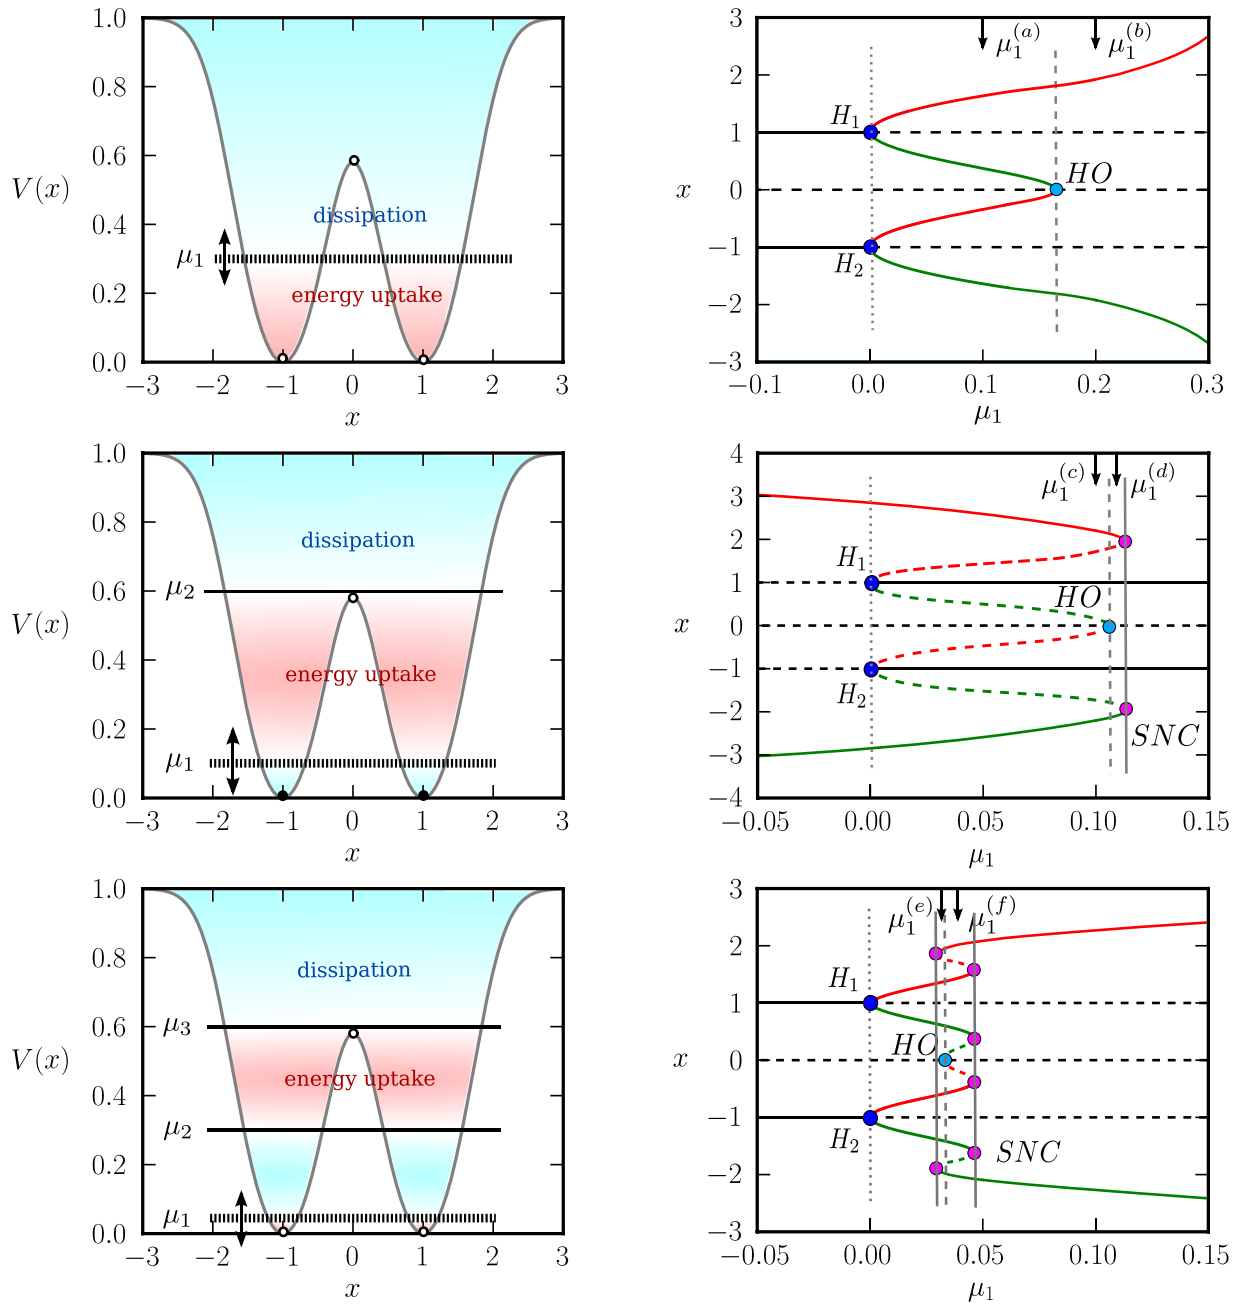 1.0
0.8
0.6
0.4
0.2
0.0
V(x)
μ₁
dissipation
energy uptake
−3 −2 −1 0 1 2 3
x
3
2
1
0
−1
−2
−3
x
μ₁⁽ᵃ⁾ μ₁⁽ᵇ⁾
H₁
HO
H₂
−0.1 0.0 0.1 0.2 0.3
μ₁
1.0
0.8
0.6
0.4
0.2
0.0
V(x)
μ₂
μ₁
dissipation
energy uptake
−3 −2 −1 0 1 2 3
x
4
3
2
1
0
−1
−2
−3
−4
x
μ₁⁽ᶜ⁾ μ₁⁽ᵈ⁾
H₁
HO
H₂
SNC
−0.05 0.00 0.05 0.10 0.15
μ₁
1.0
0.8
0.6
0.4
0.2
0.0
V(x)
μ₃
μ₂
μ₁
dissipation
energy uptake
−3 −2 −1 0 1 2 3
x
3
2
1
0
−1
−2
−3
x
μ₁⁽ᵉ⁾ μ₁⁽ᶠ⁾
H₁
HO
H₂
SNC
−0.05 0.00 0.05 0.10 0.15
μ₁